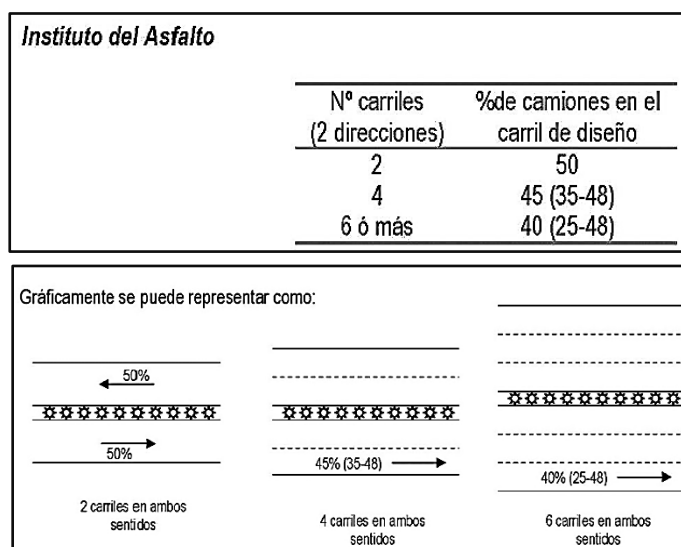 Instituto del Asfalto
Nº carriles
(2 direcciones)
%de camiones en el
carril de diseño
2 50
4 45 (35-48)
6 ó más 40 (25-48)
Gráficamente se puede representar como:
50%
50%
2 carriles en ambos
sentidos
45% (35-48)
4 carriles en ambos
sentidos
40% (25-48)
6 carriles en ambos
sentidos